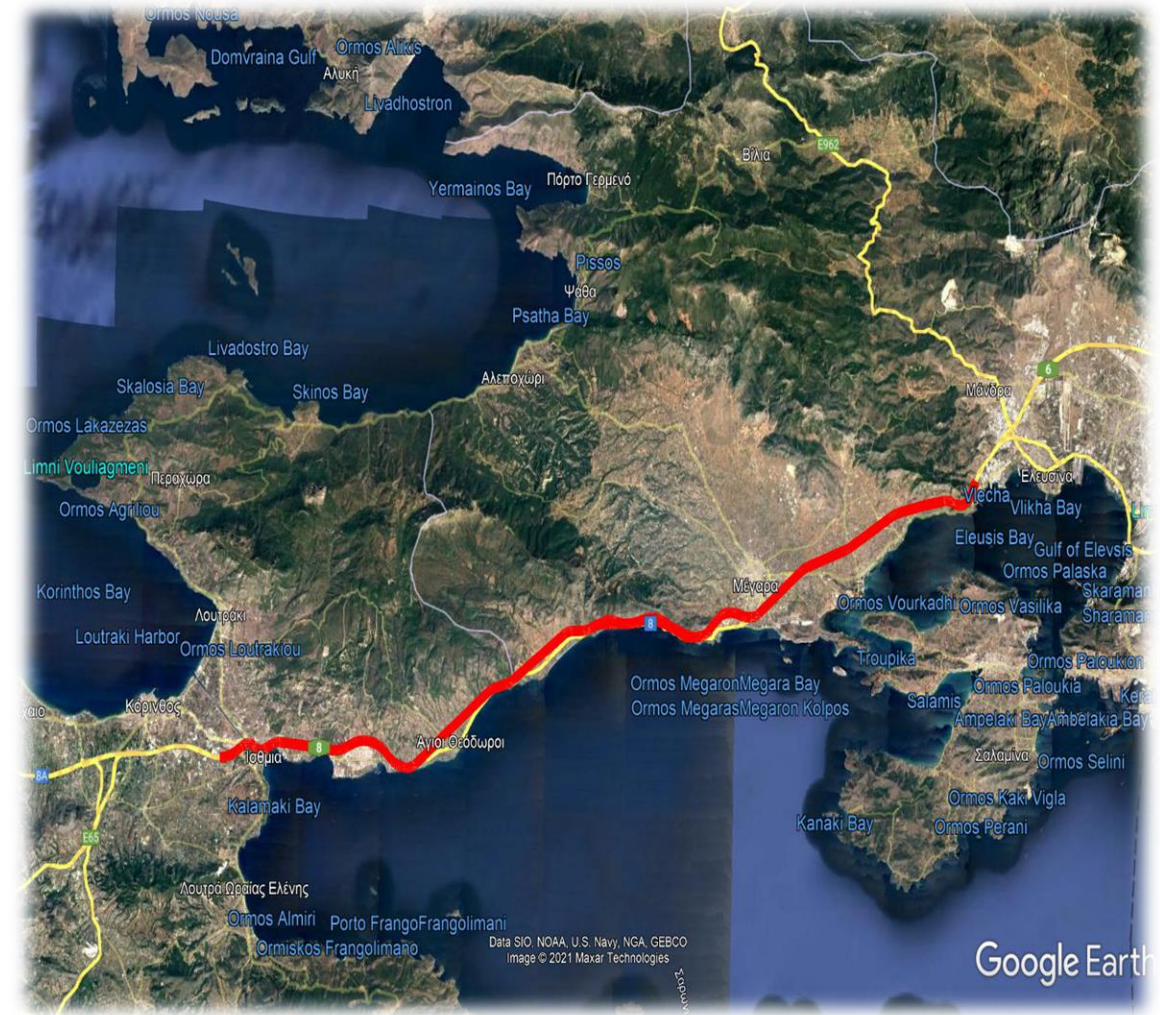 Ormos Nousa
Ormos Alikis
Domvraina Gulf
Αλυκή
Livadhostron
Ε962
Βίλια
Yermainos Bay
Πόρτο Γερμενό
Pissos
Ψάθα
Psatha Bay
Livadostro Bay
6
Skalosia Bay
Skinos Bay
Αλεποχώρι
Μάνδρα
Ormos Lakazezas
Limni Vouliagmeni
Περαχώρα
Ελευσίνα
Vlecha
Ormos Agriliou
Vlikha Bay
Eleusis Bay
Gulf of Elevsis
Ormos Palaska
Korinthos Bay
Μέγαρα
Ormos Vourkadhi
Ormos Vasilika
Λουτράκι
8
Loutraki Harbor
Ormos Loutrakiou
Troupika
Ormos Paloukion
Ormos MegaronMegara Bay
Ormos Paloukia
Ormos MegarasMegaron Kolpos
Salamis
Κόρινθος
Ampelaki BayAmbelakia Bay
Άγιοι Θεόδωροι
8
Ισθμία
Σαλαμίνα
Ormos Selini
8A
Kalamaki Bay
Ormos Kaki Vigla
Kanaki Bay
Ormos Perani
E65
Λουτρά Ωραίας Ελένης
Ormos Almiri
Porto FrangoFrangolimani
Ormiskos Frangolimano
Data SIO, NOAA, U.S. Navy, NGA, GEBCO
Image © 2021 Maxar Technologies
Google Earth